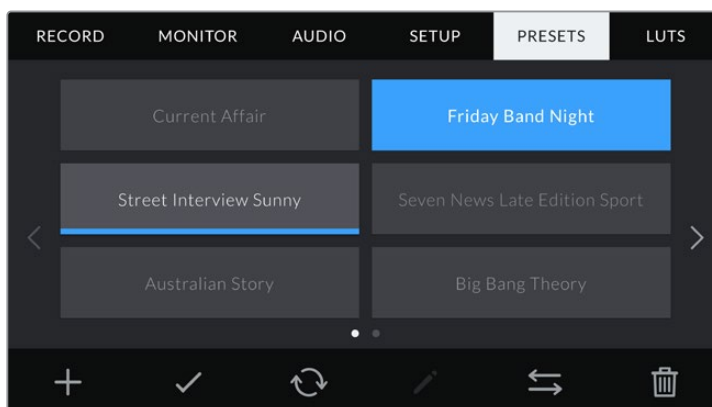 RECORD MONITOR AUDIO SETUP PRESETS LUTS
Current Affair Friday Band Night
Street Interview Sunny Seven News Late Edition Sport
Australian Story Big Bang Theory